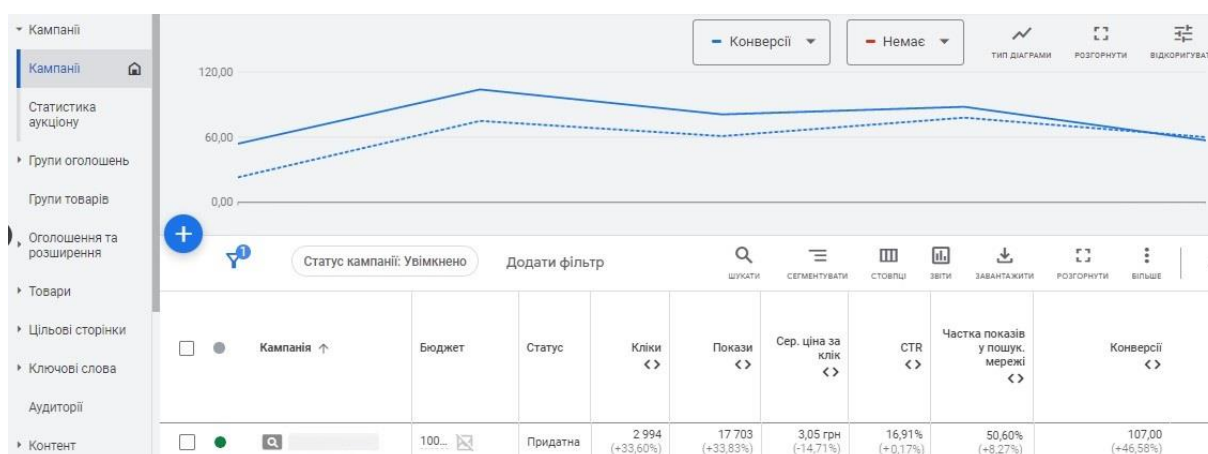 Кампанії
Кампанії
Статистика
аукціону
Групи оголошень
Групи товарів
Оголошення та
розширення
Товари
Цільові сторінки
Ключові слова
Аудиторії
Контент
Конверсії
Немає
ТИП ДІАГРАМИ
РОЗГОРНУТИ
ВІДКОРИГУВАТ
120,00
60,00
0,00
1
Статус кампанії: Увімкнено
Додати фільтр
ШУКАТИ
СЕГМЕНТУВАТИ
СТОВПЦІ
ЗВІТИ
ЗАВАНТАЖИТИ
РОЗГОРНУТИ
БІЛЬШЕ
Кампанія
Бюджет
Статус
Кліки
Покази
Сер. ціна за
клік
CTR
Частка показів
у пошук.
мережі
Конверсії
100...
Придатна
2 994
(+33,60%)
17 703
(+33,83%)
3,05 грн
(-14,71%)
16,91%
(+0,17%)
50,60%
(+8,27%)
107,00
(+46,58%)